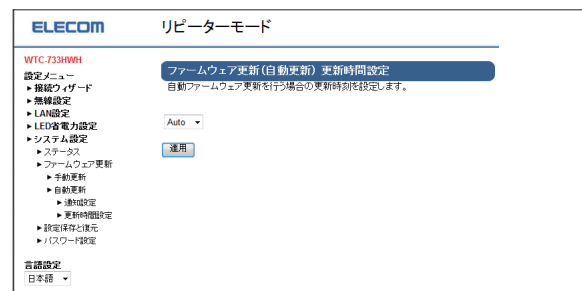 ELECOM
リピーターモード
WTC-733HWH
設定メニュー
▶接続ウィザード
▶無線設定
▶LAN設定
▶LED省電力設定
▶システム設定
▶ステータス
▶ファームウェア更新
▶手動更新
▶自動更新
▶通知設定
▶更新時間設定
▶設定保存と復元
▶パスワード設定
言語設定
日本語
ファームウェア更新(自動更新) 更新時間設定
自動ファームウェア更新を行う場合の更新時刻を設定します。
Auto
適用